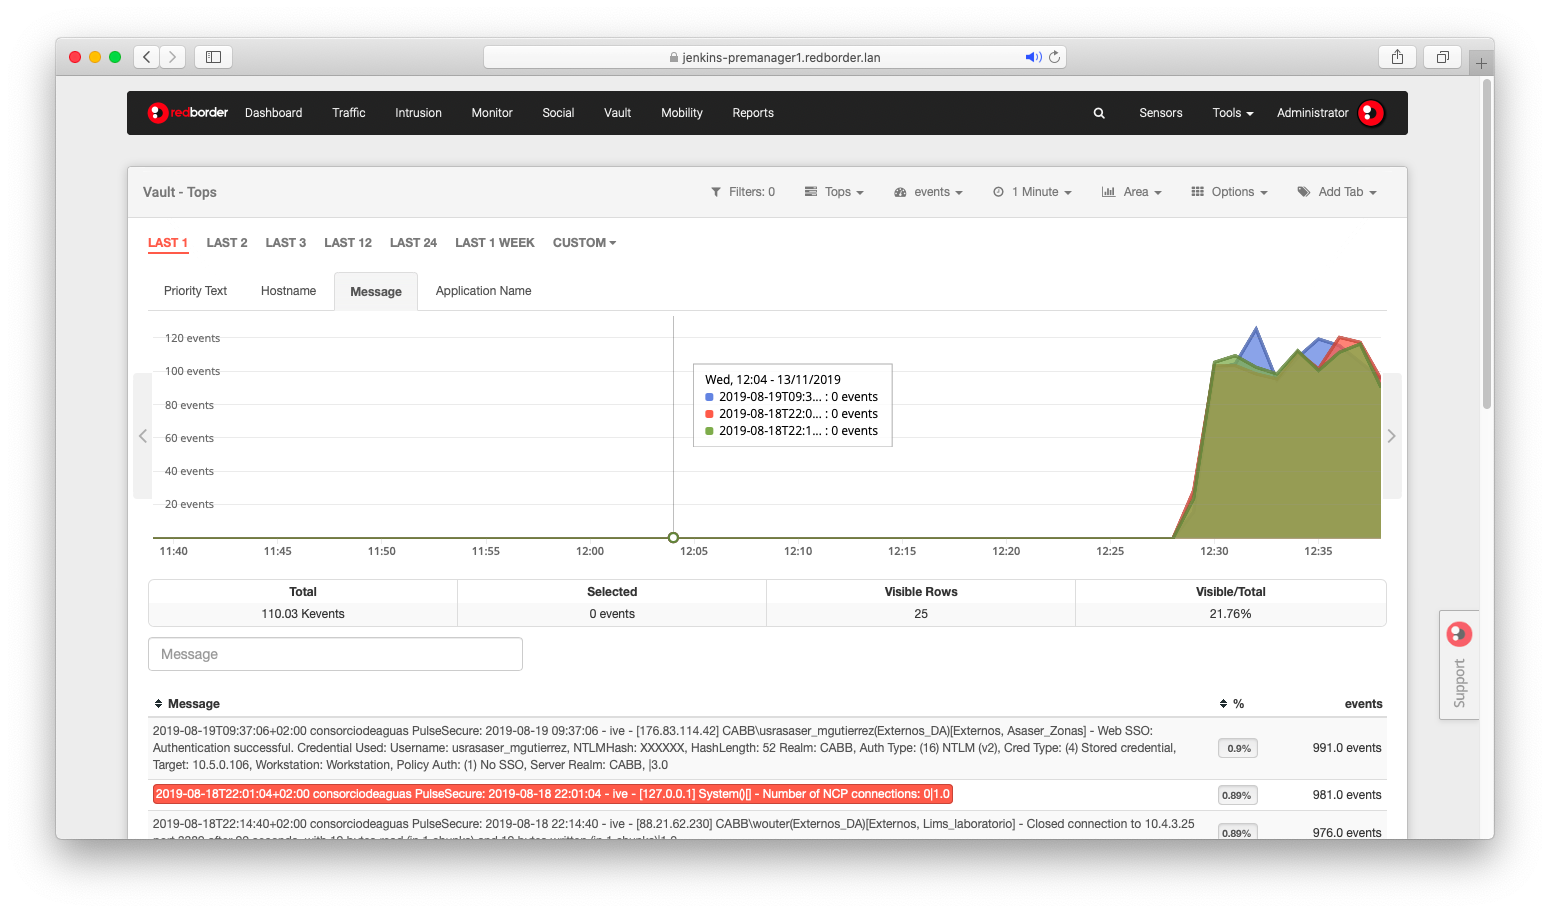 jenkins-premanager1.redborder.lan
redborder Dashboard Traffic Intrusion Monitor Social Vault Mobility Reports Sensors Tools Administrator
Vault - Tops Filters: 0 Tops events 1 Minute Area Options Add Tab
LAST 1 LAST 2 LAST 3 LAST 12 LAST 24 LAST 1 WEEK CUSTOM
Priority Text Hostname Message Application Name
120 events
100 events
80 events
60 events
40 events
20 events
Wed, 12:04 - 13/11/2019
2019-08-19T09:3... : 0 events
2019-08-18T22:0... : 0 events
2019-08-18T22:1... : 0 events
11:40 11:45 11:50 11:55 12:00 12:05 12:10 12:15 12:20 12:25 12:30 12:35
Total Selected Visible Rows Visible/Total
110.03 Kevents 0 events 25 21.76%
Message
Support
Message % events
2019-08-19T09:37:06+02:00 consorciodeaguas PulseSecure: 2019-08-19 09:37:06 - ive - [176.83.114.42] CABB\usrasaser_mgutierrez(Externos_DA)[Externos, Asaser_Zonas] - Web SSO:
Authentication successful. Credential Used: Username: usrasaser_mgutierrez, NTLMHash: XXXXXX, HashLength: 52 Realm: CABB, Auth Type: (16) NTLM (v2), Cred Type: (4) Stored credential,
Target: 10.5.0.106, Workstation: Workstation, Policy Auth: (1) No SSO, Server Realm: CABB, |3.0
0.9% 991.0 events
2019-08-18T22:01:04+02:00 consorciodeaguas PulseSecure: 2019-08-18 22:01:04 - ive - [127.0.0.1] System()[] - Number of NCP connections: 0|1.0
0.89% 981.0 events
2019-08-18T22:14:40+02:00 consorciodeaguas PulseSecure: 2019-08-18 22:14:40 - ive - [88.21.62.230] CABB\wouter(Externos_DA)[Externos, Lims_laboratorio] - Closed connection to 10.4.3.25
0.89% 976.0 events